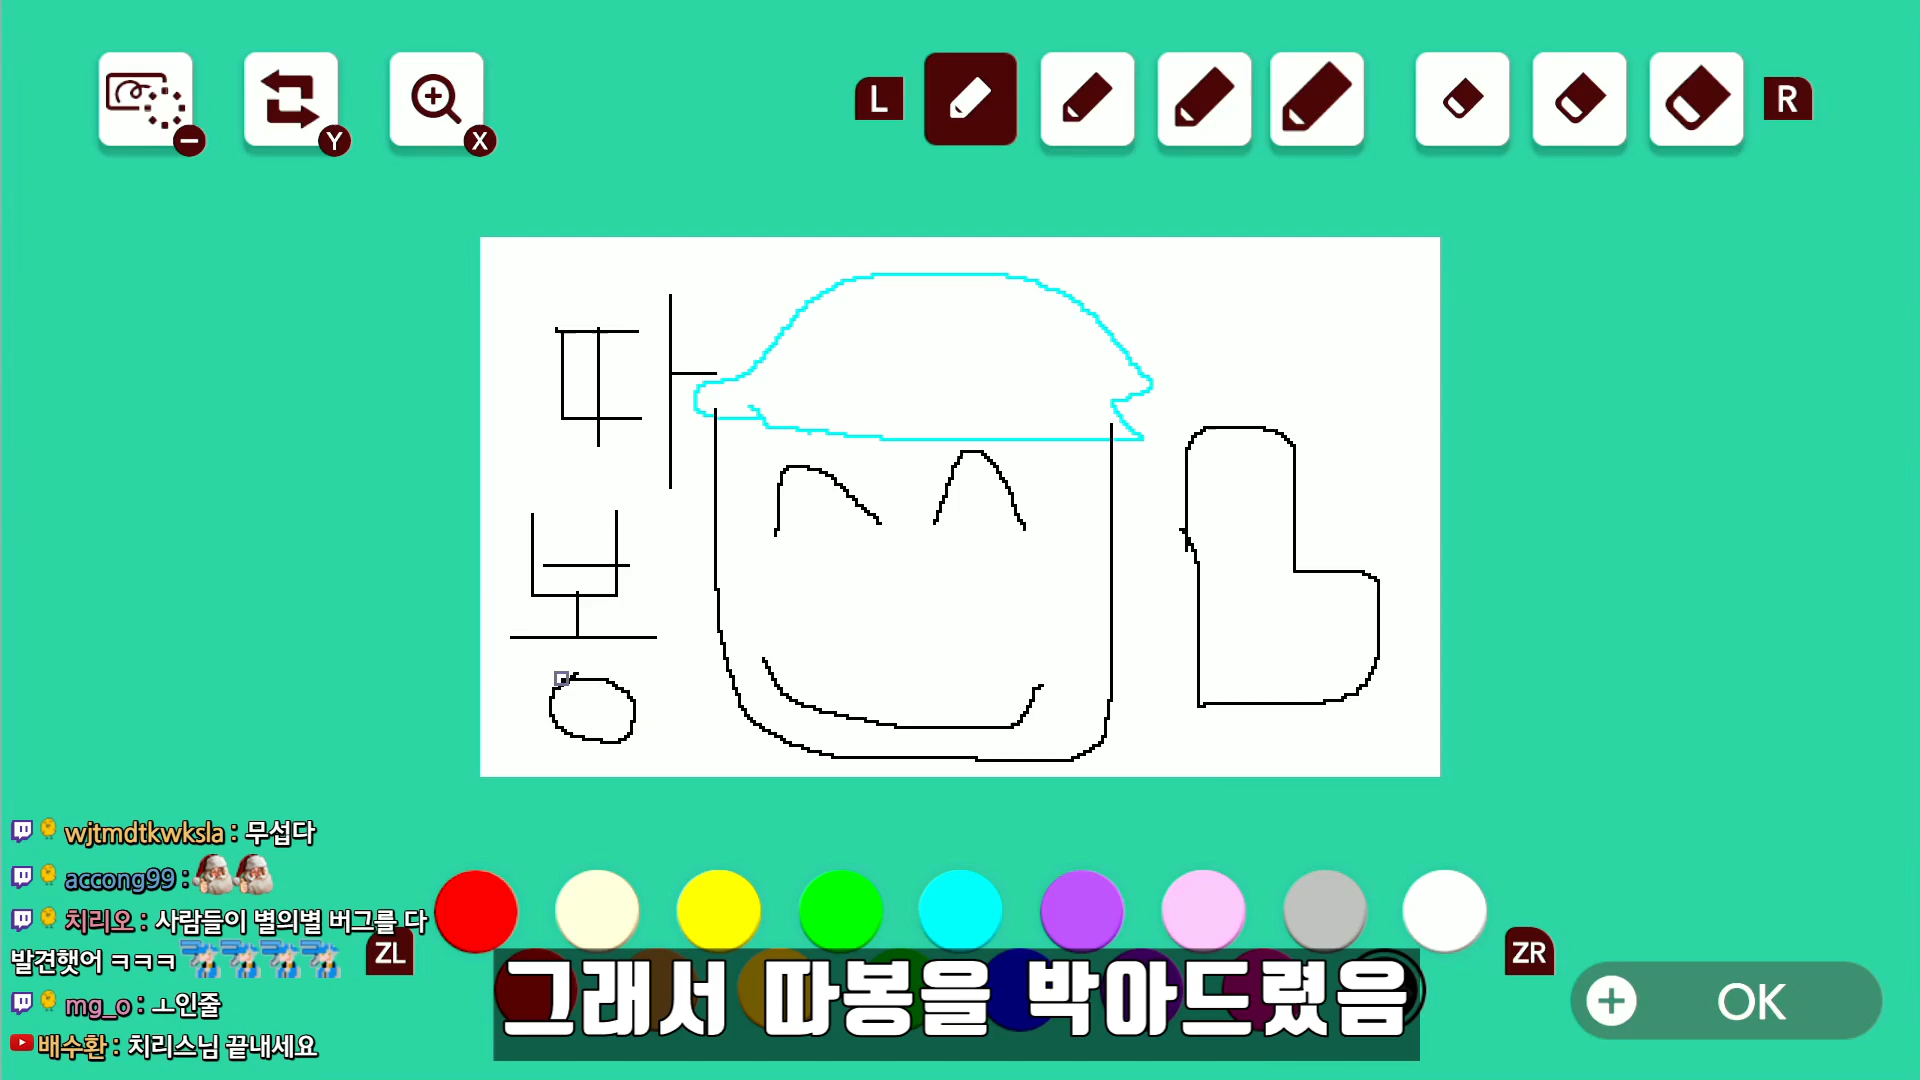 L
R
Y
X
따
봉
wjtmdtkwksla : 무섭다
accong99 :
치리오 : 사람들이 별의별 버그를 다
발견햇어 ㅋㅋㅋ
mg_o : ㅗ인줄
배수환 : 치리스님 끝내세요
ZL
ZR
그래서 따봉을 박아드렸음
OK